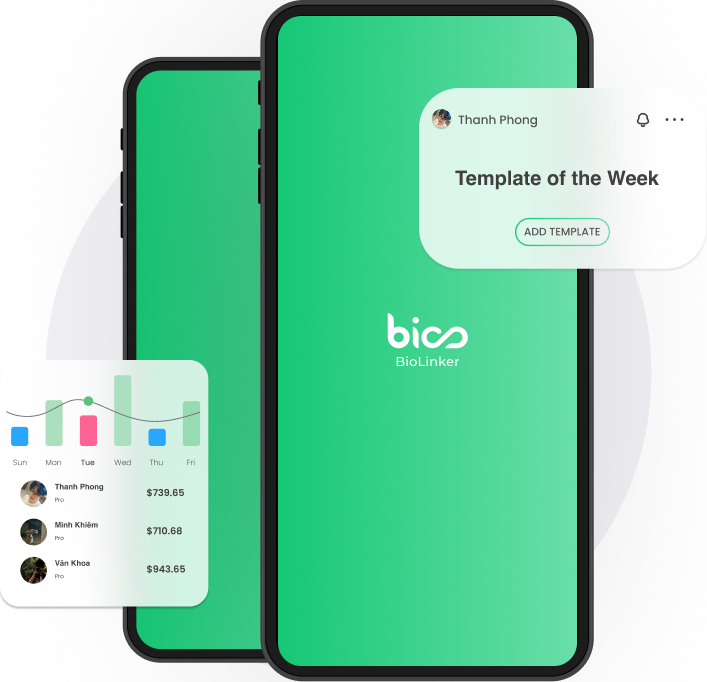 Thanh Phong
Template of the Week
ADD TEMPLATE
bio
BioLinker
Sun Mon Tue Wed Thu Fri
Thanh Phong
Pro
$739.65
Minh Khiêm
Pro
$710.68
Văn Khoa
Pro
$943.65